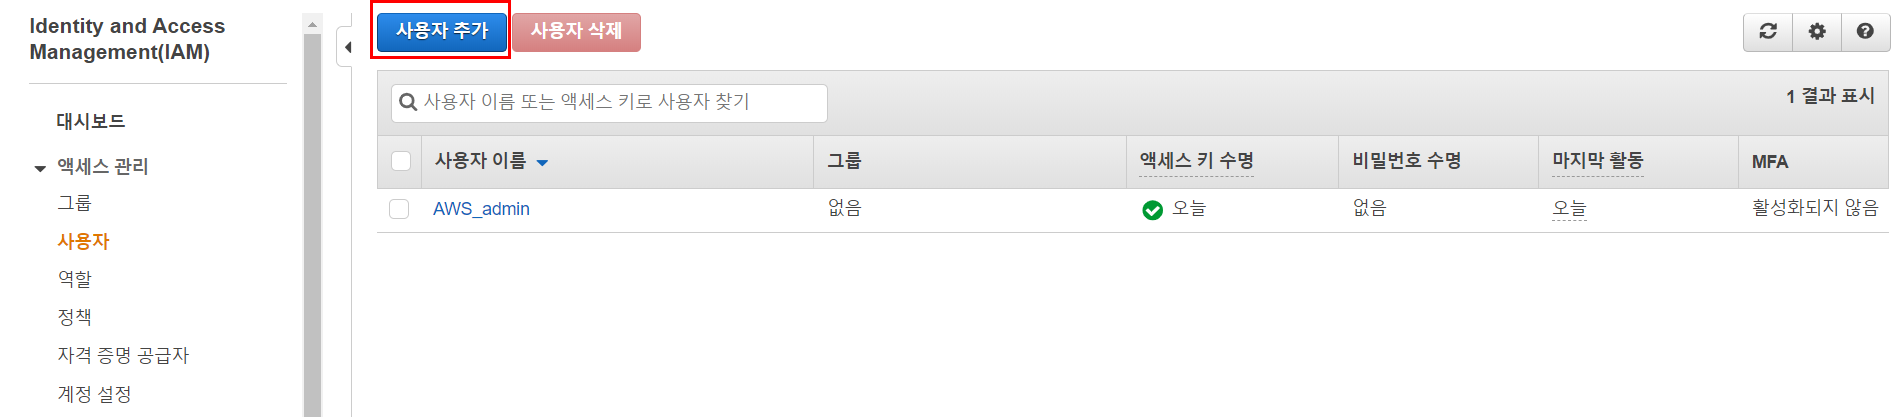 Identity and Access
Management(IAM)
대시보드
액세스 관리
그룹
사용자
역할
정책
자격 증명 공급자
계정 설정
사용자 추가 사용자 삭제
사용자 이름 또는 액세스 키로 사용자 찾기 1 결과 표시
사용자 이름 그룹 액세스 키 수명 비밀번호 수명 마지막 활동 MFA
AWS_admin 없음 오늘 없음 오늘 활성화되지 않음